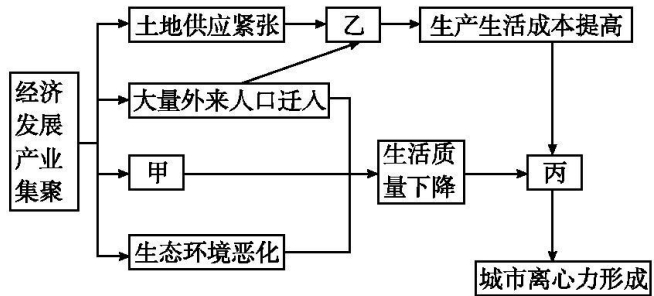 土地供应紧张
乙
生产生活成本提高
经济
发展
产业
集聚
大量外来人口迁入
甲
生活质
量下降
丙
生态环境恶化
城市离心力形成